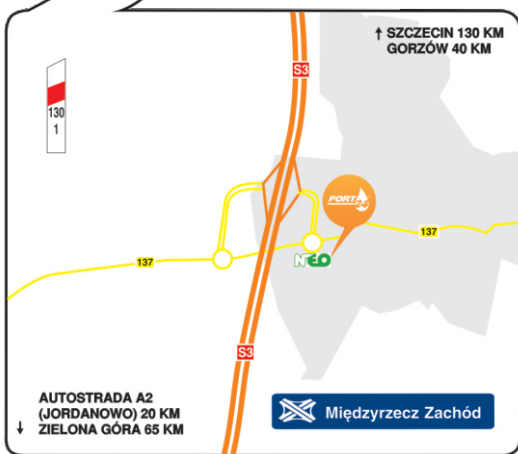 ↑ SZCZECIN 130 KM
GORZÓW 40 KM
S3
130
1
PORT 24
137
137
NEO
S3
AUTOSTRADA A2
(JORDANOWO) 20 KM
↓ ZIELONA GÓRA 65 KM
Międzyrzecz Zachód